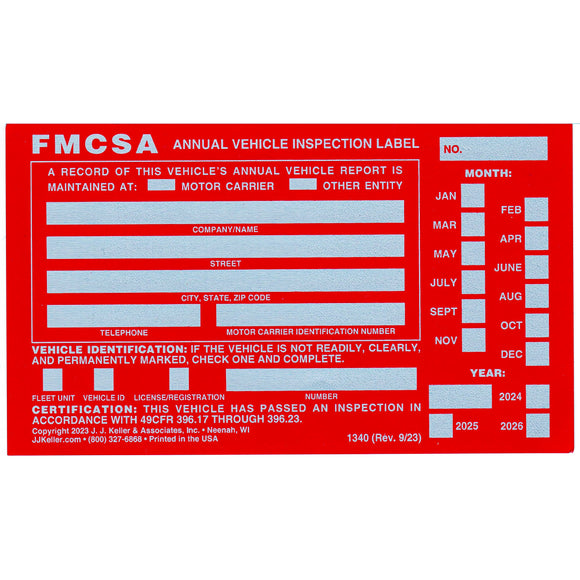 FMCSA ANNUAL VEHICLE INSPECTION LABEL
NO.
A RECORD OF THIS VEHICLE'S ANNUAL VEHICLE REPORT IS
MAINTAINED AT: MOTOR CARRIER OTHER ENTITY
COMPANY/NAME
STREET
CITY, STATE, ZIP CODE
TELEPHONE MOTOR CARRIER IDENTIFICATION NUMBER
VEHICLE IDENTIFICATION: IF THE VEHICLE IS NOT READILY, CLEARLY,
AND PERMANENTLY MARKED, CHECK ONE AND COMPLETE.
FLEET UNIT VEHICLE ID LICENSE/REGISTRATION NUMBER
CERTIFICATION: THIS VEHICLE HAS PASSED AN INSPECTION IN
ACCORDANCE WITH 49CFR 396.17 THROUGH 396.23.
Copyright 2023 J. J. Keller & Associates, Inc. • Neenah, WI
JJKeller.com • (800) 327-6868 • Printed in the USA 1340 (Rev. 9/23)
MONTH:
JAN
FEB
MAR
APR
MAY
JUNE
JULY
AUG
SEPT
OCT
NOV
DEC
YEAR:
2024
2025 2026